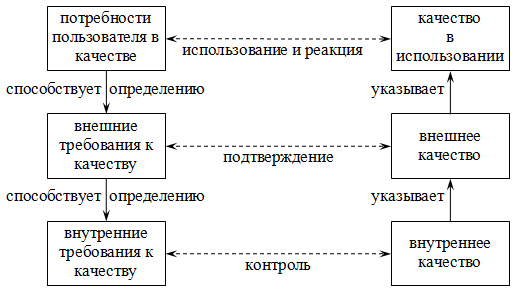 потребности
пользователя в
качестве
использование и реакция
качество
в
использовании
способствует определению
указывает
внешние
требования к
качеству
подтверждение
внешнее
качество
способствует определению
указывает
внутренние
требования к
качеству
контроль
внутреннее
качество